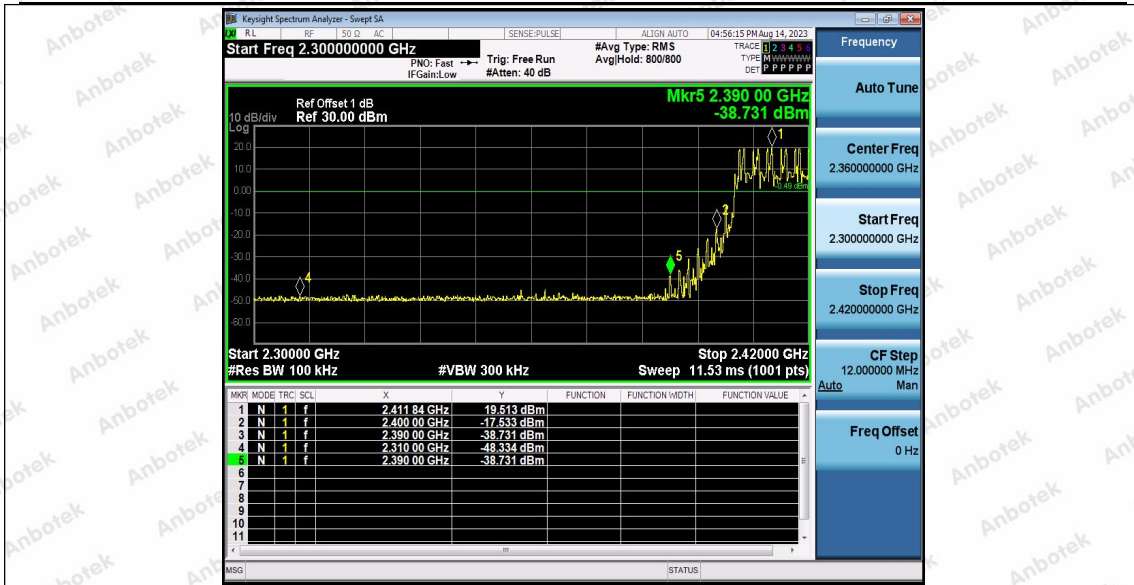 Keysight Spectrum Analyzer - Swept SA
LXI RL RF 50 Ω AC SENSE:PULSE ALIGN AUTO 04:56:15 PM Aug 14, 2023
Start Freq 2.300000000 GHz
PNO: Fast
IFGain:Low
Trig: Free Run
#Atten: 40 dB
#Avg Type: RMS
Avg|Hold: 800/800
TRACE 1 2 3 4 5 6
TYPE M W W W W W
DET P P P P P P
Mkr5 2.390 00 GHz
-38.731 dBm
Ref Offset 1 dB
10 dB/div Ref 30.00 dBm
Log
20.0
10.0
0.00
-10.0
-20.0
-30.0
-40.0
-50.0
-60.0
1
-0.49 dBm
2
5
4
Start 2.30000 GHz Stop 2.42000 GHz
#Res BW 100 kHz #VBW 300 kHz Sweep 11.53 ms (1001 pts)
MKR MODE TRC SCL X Y FUNCTION FUNCTION WIDTH FUNCTION VALUE
1 N 1 f 2.411 84 GHz 19.513 dBm
2 N 1 f 2.400 00 GHz -17.533 dBm
3 N 1 f 2.390 00 GHz -38.731 dBm
4 N 1 f 2.310 00 GHz -48.334 dBm
5 N 1 f 2.390 00 GHz -38.731 dBm
6
7
8
9
10
11
MSG STATUS
Frequency
Auto Tune
Center Freq
2.360000000 GHz
Start Freq
2.300000000 GHz
Stop Freq
2.420000000 GHz
CF Step
12.000000 MHz
Auto Man
Freq Offset
0 Hz
Anbotek